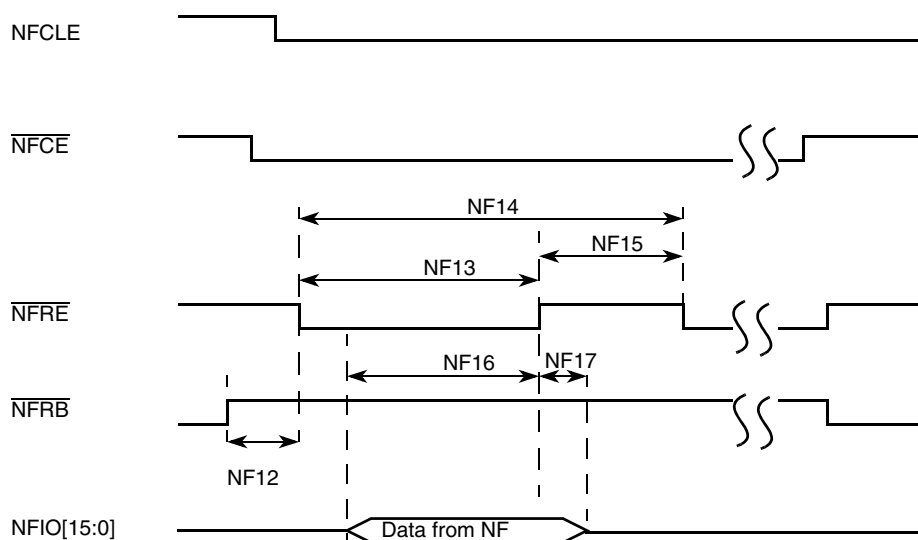 NFCLE
NFCE
NF14
NF15
NF13
NFRE
NF16
NF17
NFRB
NF12
NFIO[15:0]
Data from NF